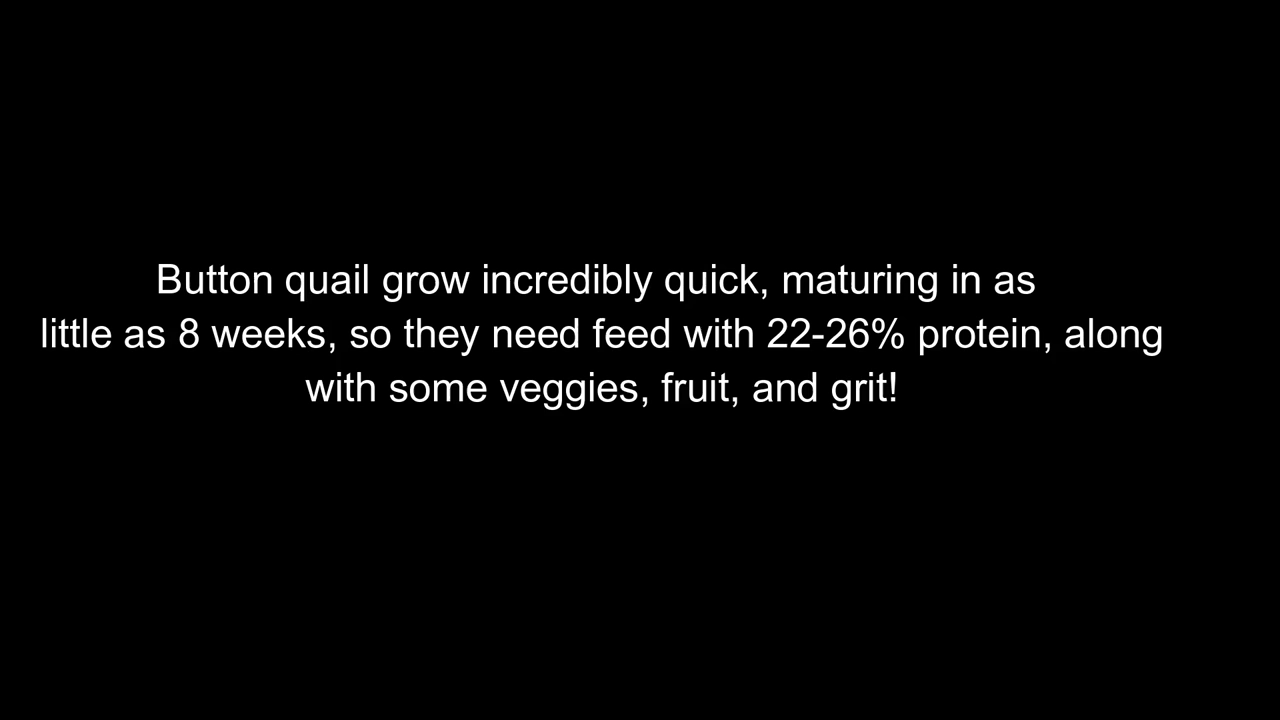 Button quail grow incredibly quick, maturing in as
little as 8 weeks, so they need feed with 22-26% protein, along
with some veggies, fruit, and grit!